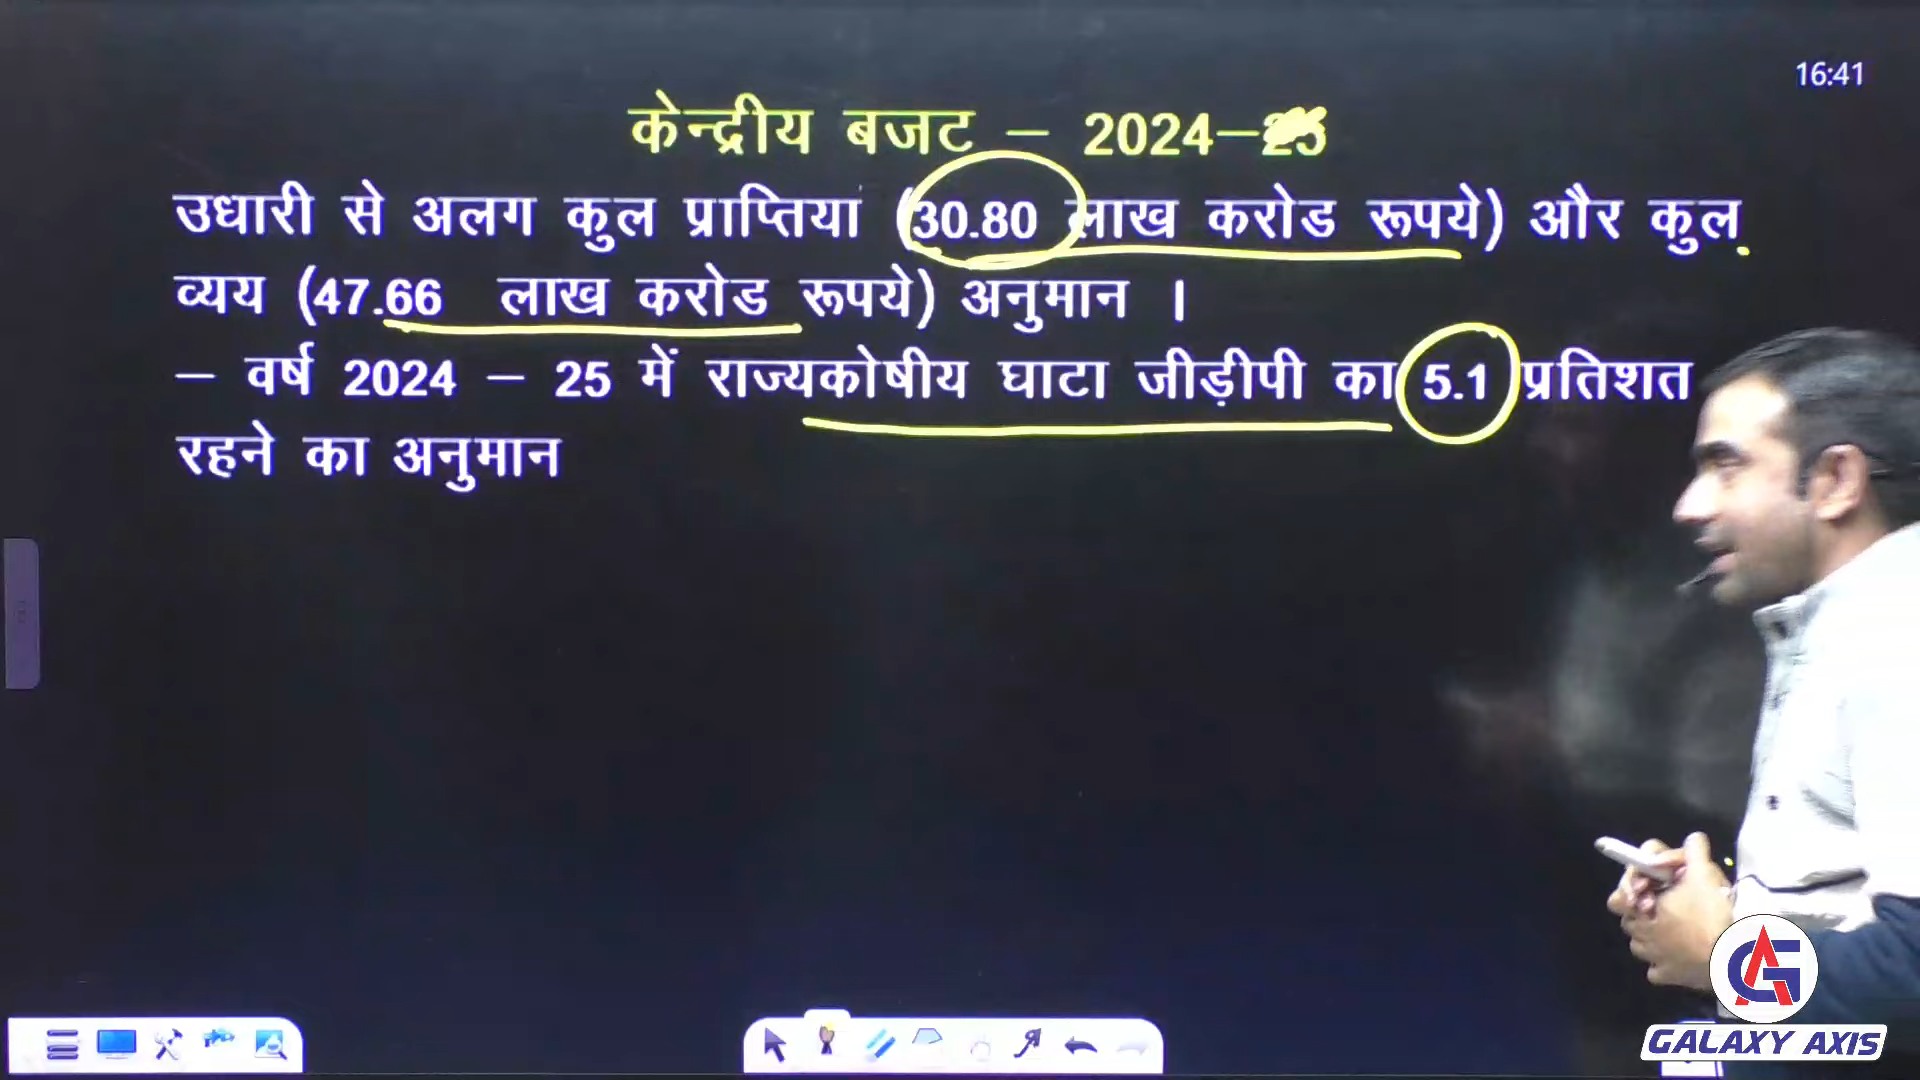 16:41
केन्द्रीय बजट – 2024–25
उधारी से अलग कुल प्राप्तिया (30.80 लाख करोड रूपये) और कुल
व्यय (47.66 लाख करोड रूपये) अनुमान ।
– वर्ष 2024 – 25 में राज्यकोषीय घाटा जीड़ीपी का 5.1 प्रतिशत
रहने का अनुमान
GALAXY AXIS